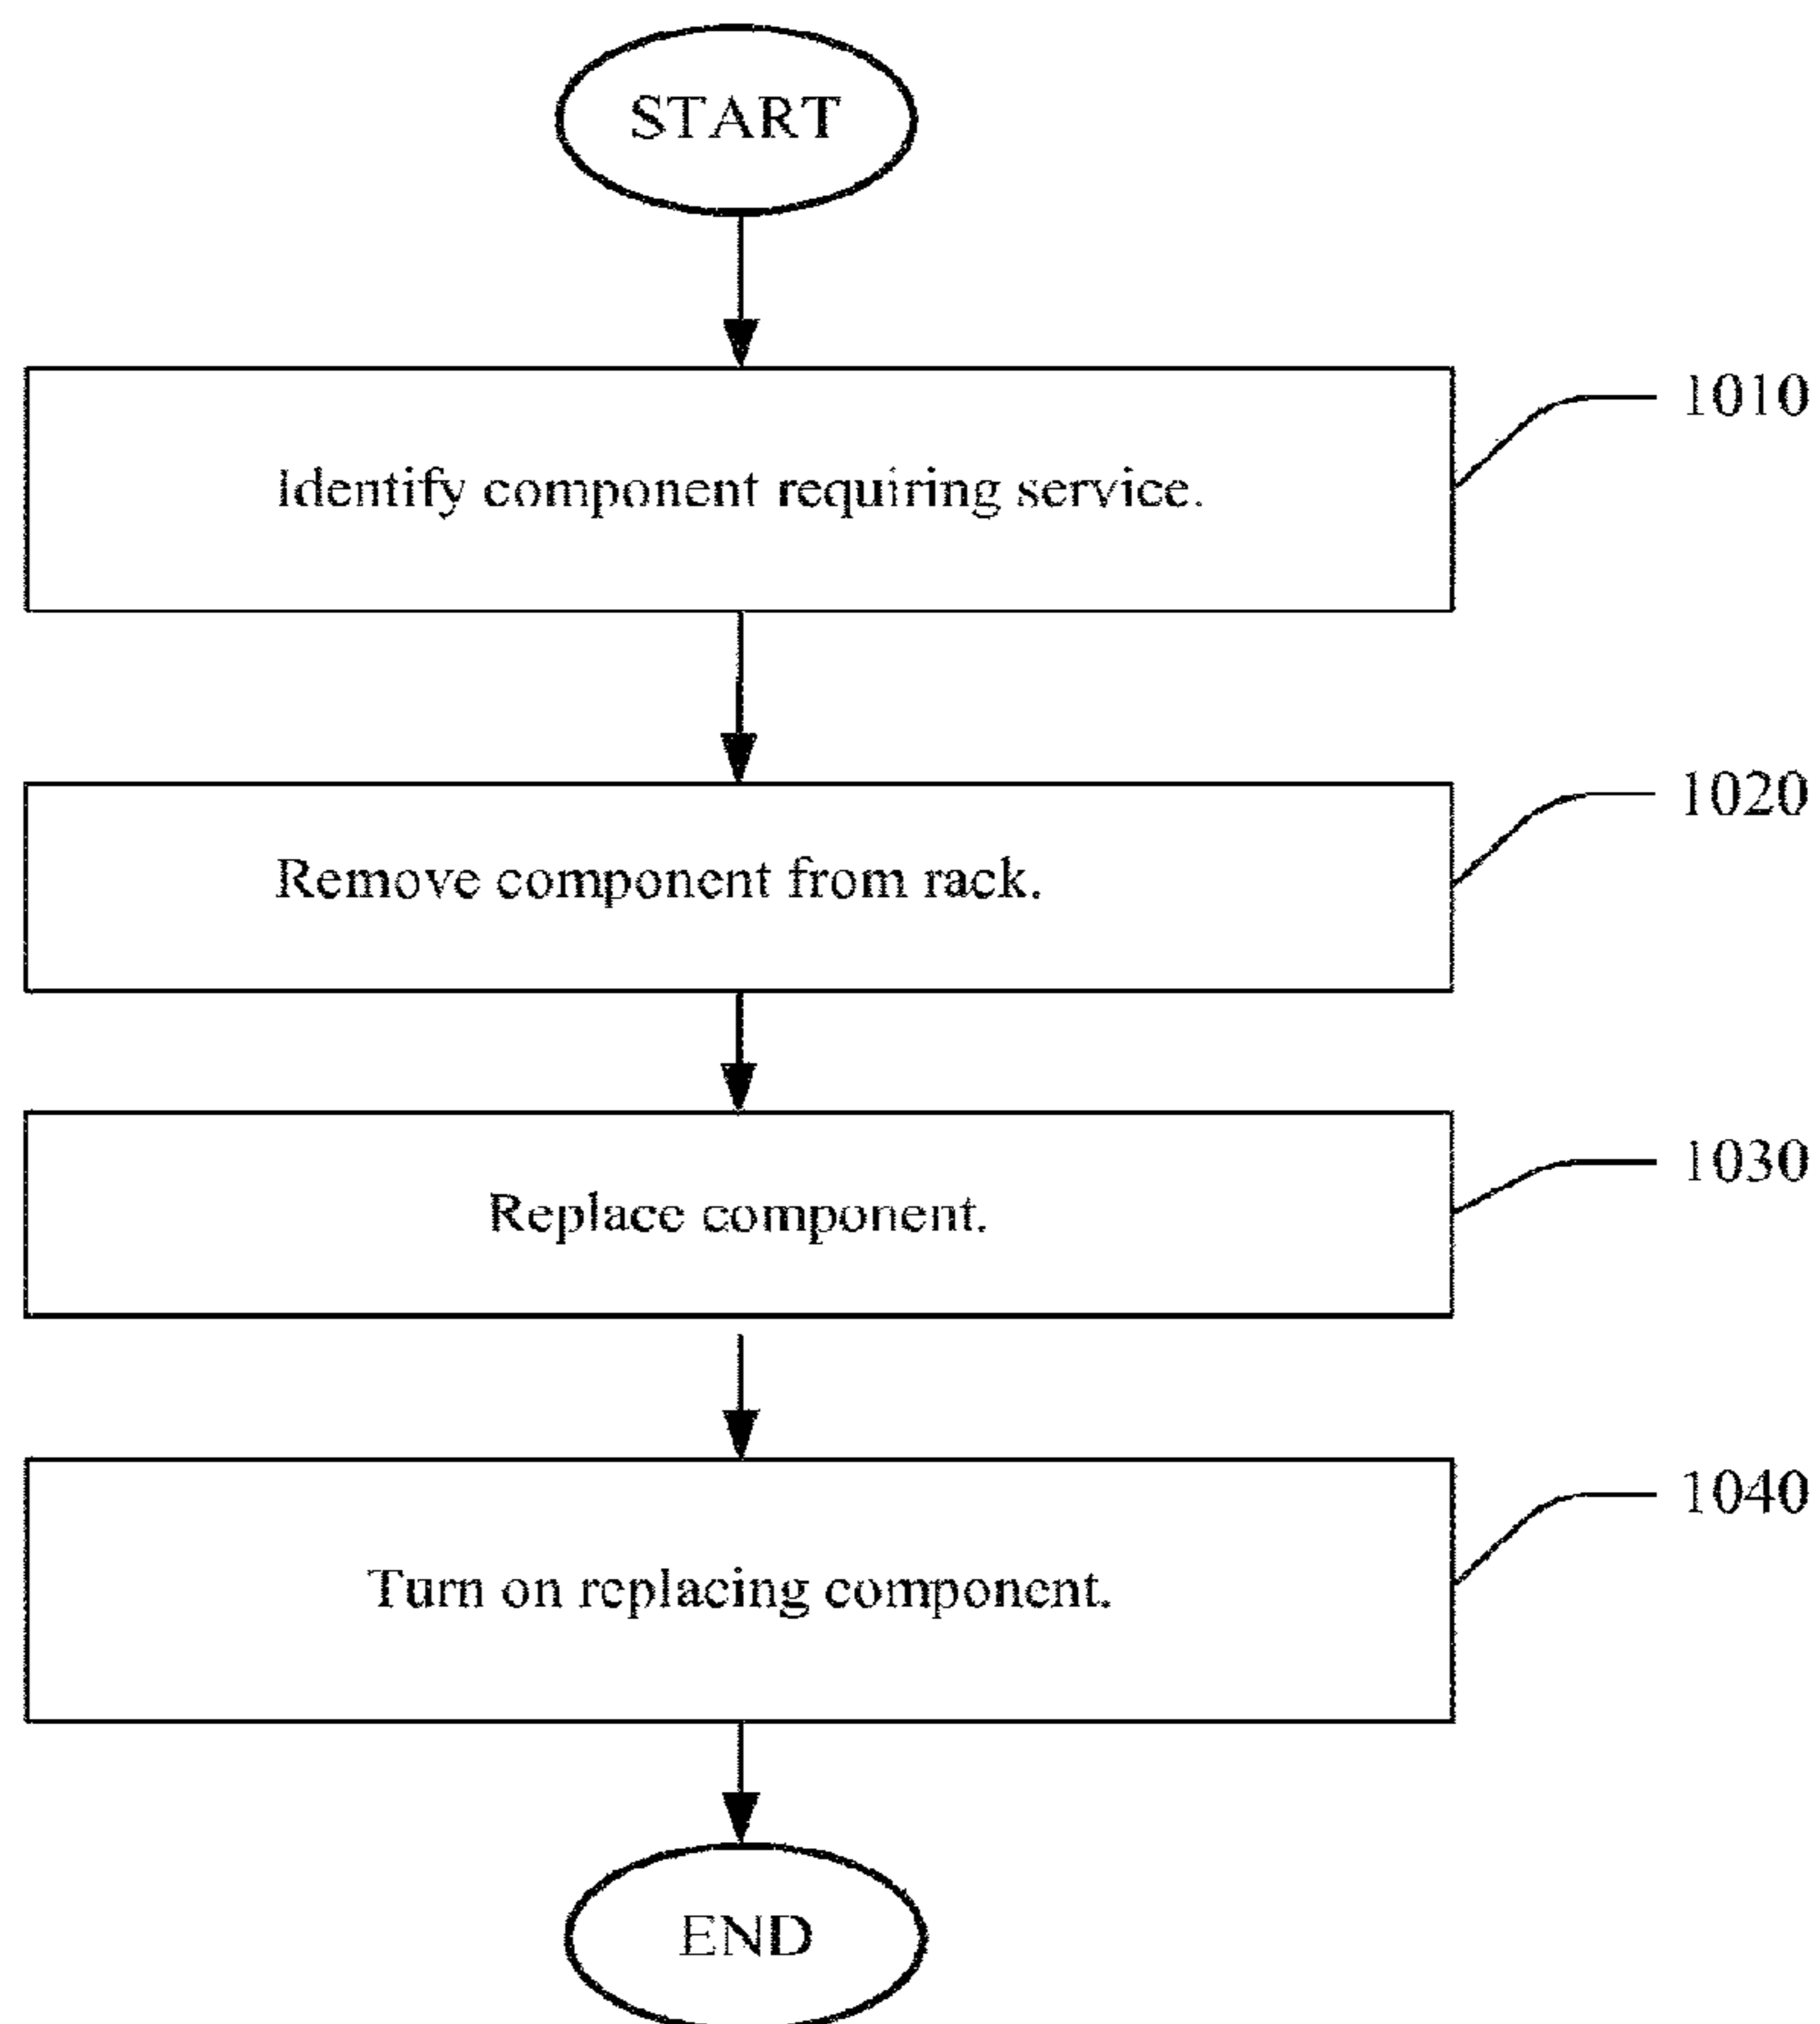 START
1010
Identify component requiring service.
1020
Remove component from rack.
1030
Replace component.
1040
Turn on replacing component.
END